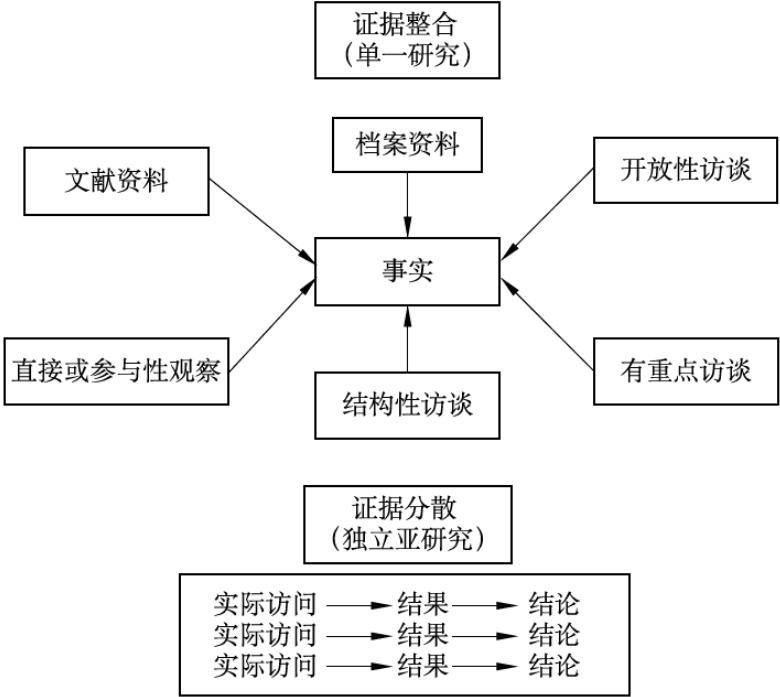 证据整合
（单一研究）
档案资料
文献资料
开放性访谈
事实
直接或参与性观察
有重点访谈
结构性访谈
证据分散
（独立亚研究）
实际访问 结果 结论
实际访问 结果 结论
实际访问 结果 结论